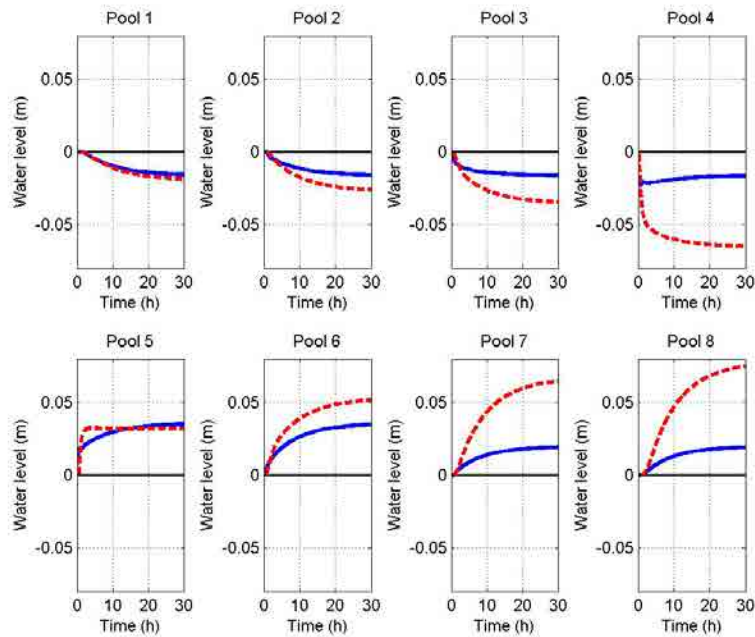 Pool 1 Pool 2 Pool 3 Pool 4
0.05 0.05 0.05 0.05
Water level (m) Water level (m) Water level (m) Water level (m)
0 0 0 0
-0.05 -0.05 -0.05 -0.05
0 10 20 30 0 10 20 30 0 10 20 30 0 10 20 30
Time (h) Time (h) Time (h) Time (h)
Pool 5 Pool 6 Pool 7 Pool 8
0.05 0.05 0.05 0.05
Water level (m) Water level (m) Water level (m) Water level (m)
0 0 0 0
-0.05 -0.05 -0.05 -0.05
0 10 20 30 0 10 20 30 0 10 20 30 0 10 20 30
Time (h) Time (h) Time (h) Time (h)